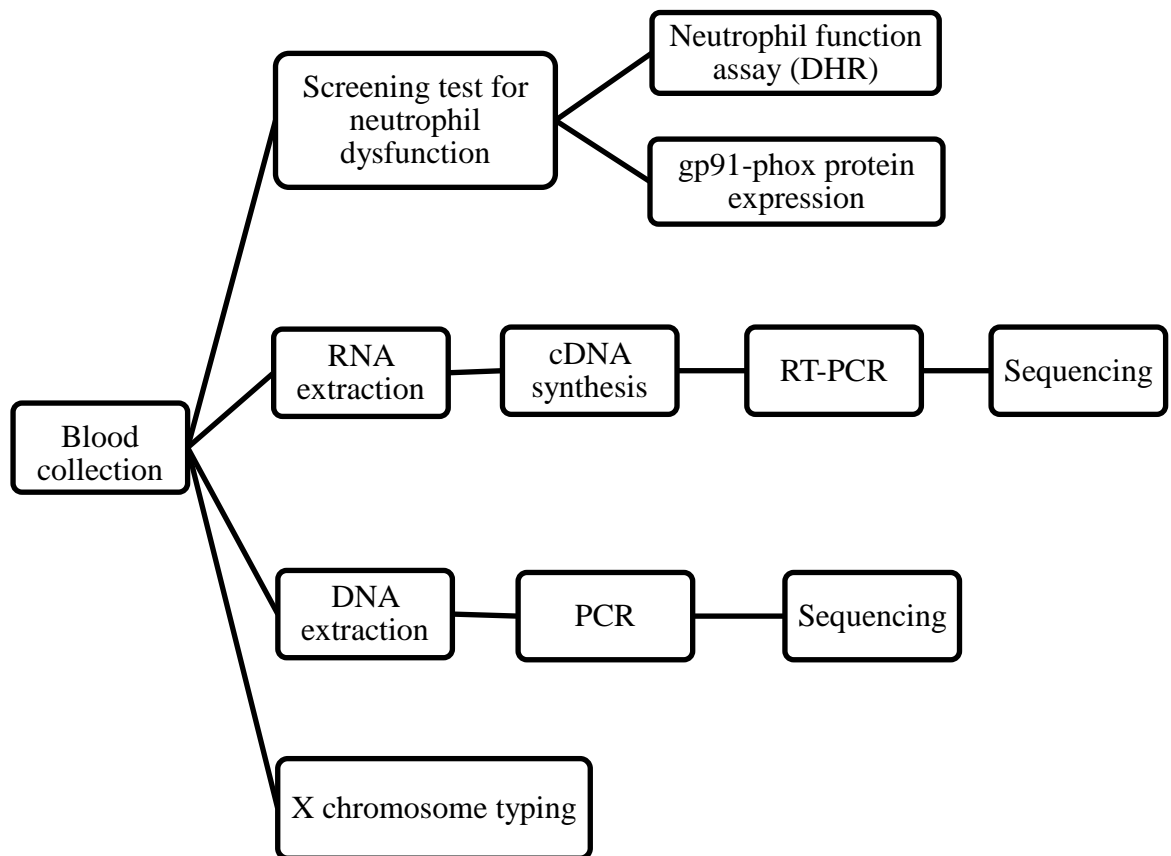 Neutrophil function
assay (DHR)
Screening test for
neutrophil
dysfunction
gp91-phox protein
expression
RNA
extraction
cDNA
synthesis
RT-PCR
Sequencing
Blood
collection
DNA
extraction
PCR
Sequencing
X chromosome typing